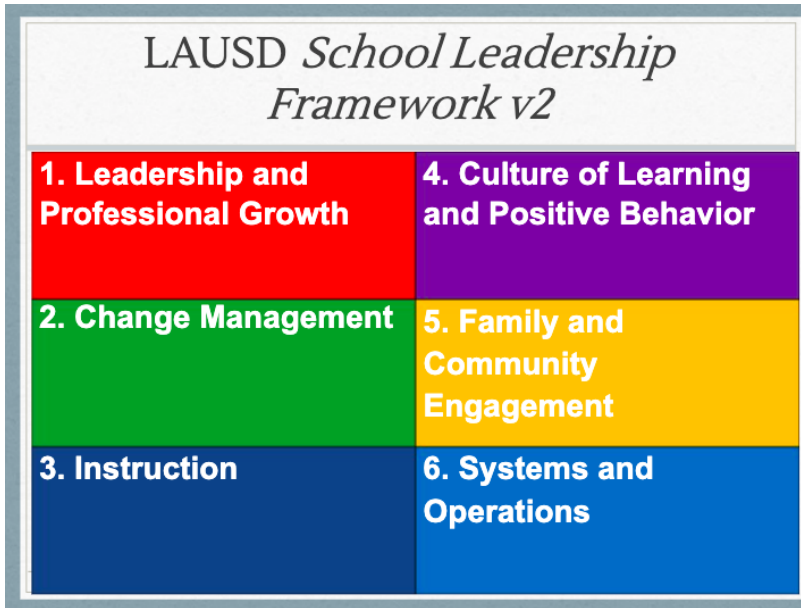 LAUSD School Leadership
Framework v2
1. Leadership and
Professional Growth
2. Change Management
3. Instruction
4. Culture of Learning
and Positive Behavior
5. Family and
Community
Engagement
6. Systems and
Operations